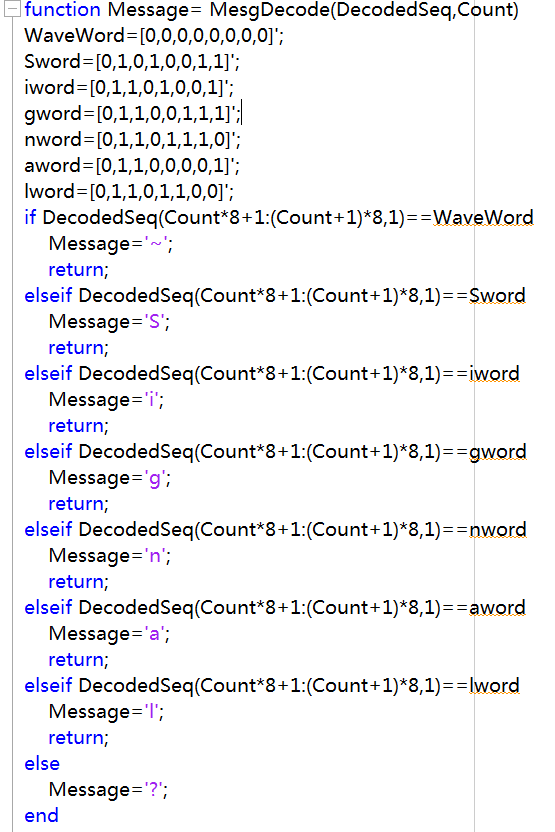 function Message= MesgDecode(DecodedSeq,Count)
WaveWord=[0,0,0,0,0,0,0,0]';
Sword=[0,1,0,1,0,0,1,1]';
iword=[0,1,1,0,1,0,0,1]';
gword=[0,1,1,0,0,1,1,1]';
nword=[0,1,1,0,1,1,1,0]';
aword=[0,1,1,0,0,0,0,1]';
lword=[0,1,1,0,1,1,0,0]';
if DecodedSeq(Count*8+1:(Count+1)*8,1)==WaveWord
Message='~';
return;
elseif DecodedSeq(Count*8+1:(Count+1)*8,1)==Sword
Message='S';
return;
elseif DecodedSeq(Count*8+1:(Count+1)*8,1)==iword
Message='i';
return;
elseif DecodedSeq(Count*8+1:(Count+1)*8,1)==gword
Message='g';
return;
elseif DecodedSeq(Count*8+1:(Count+1)*8,1)==nword
Message='n';
return;
elseif DecodedSeq(Count*8+1:(Count+1)*8,1)==aword
Message='a';
return;
elseif DecodedSeq(Count*8+1:(Count+1)*8,1)==lword
Message='l';
return;
else
Message='?';
end